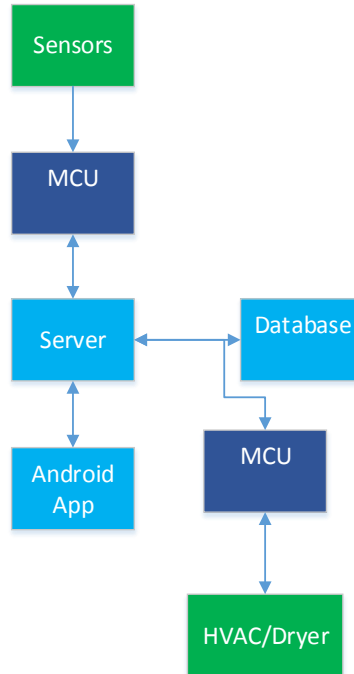 Sensors
MCU
Server
Database
Android
App
MCU
HVAC/Dryer